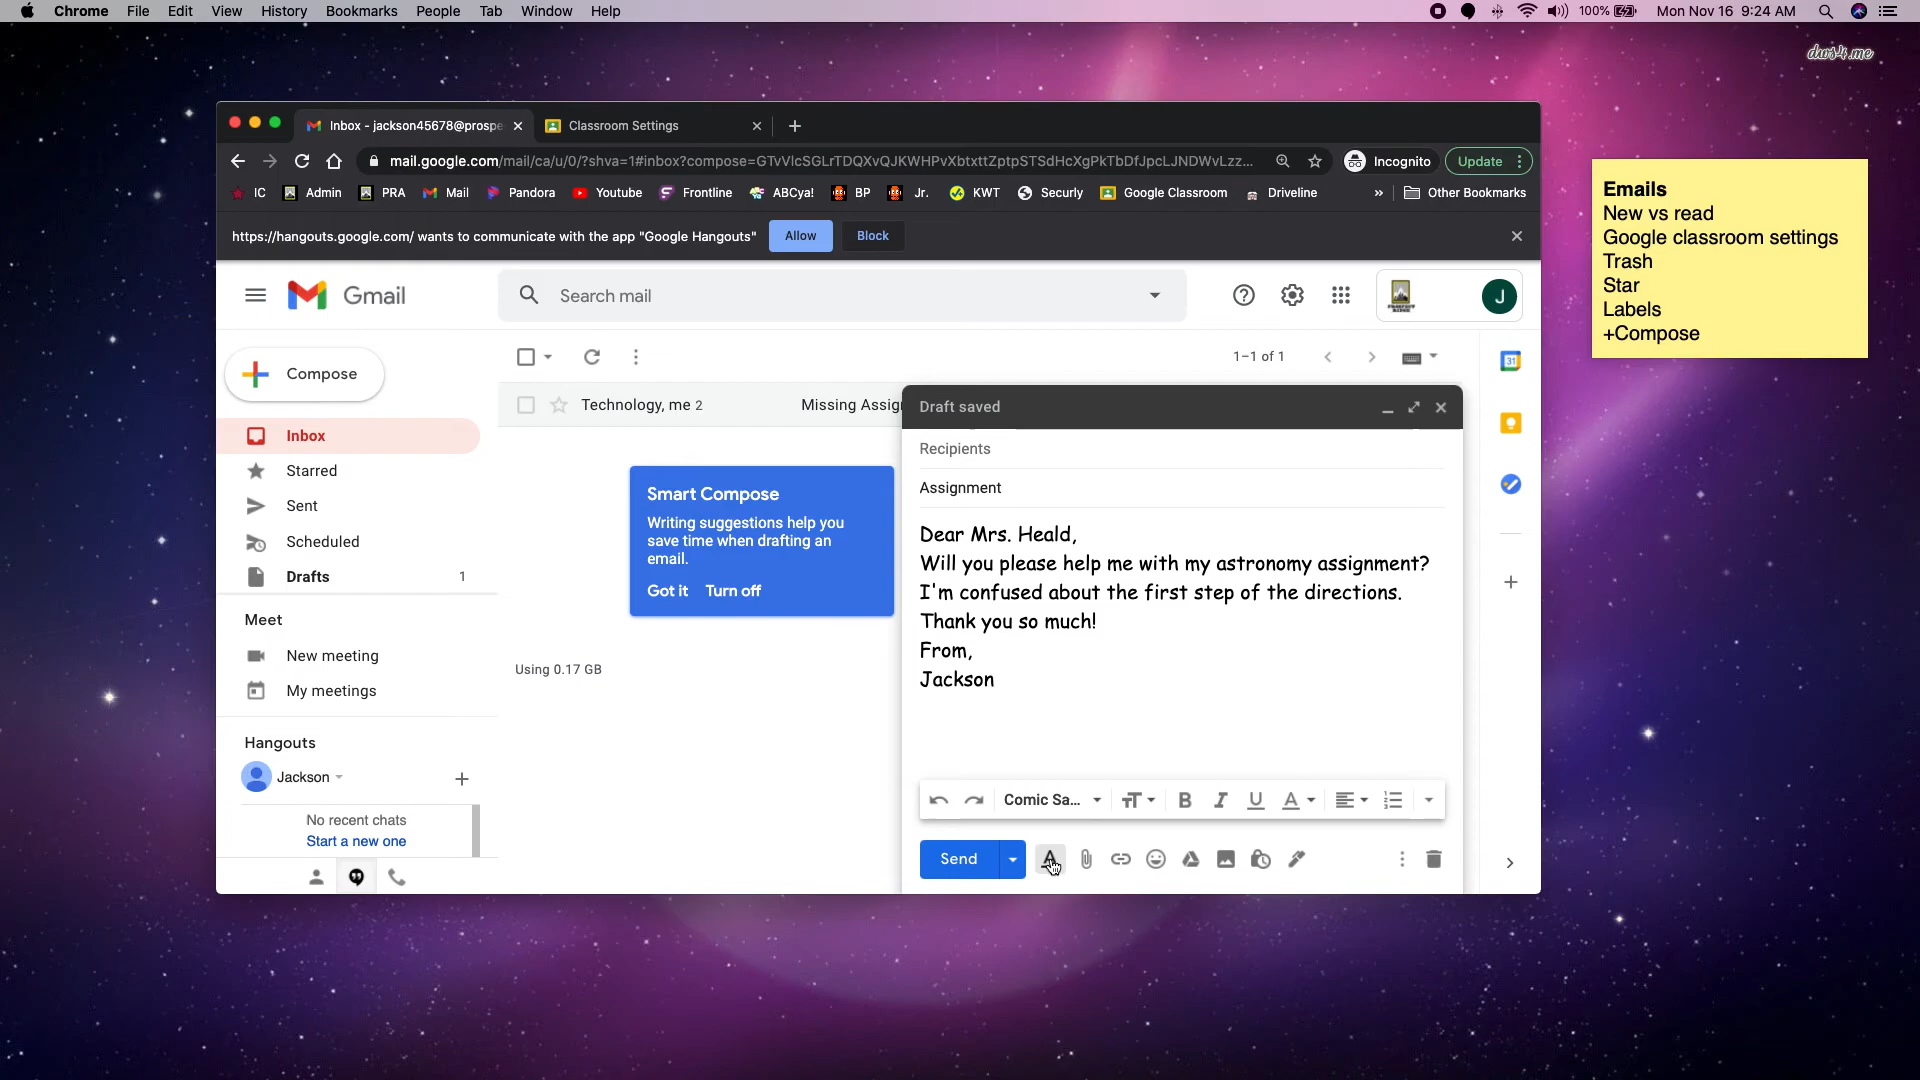 Chrome File Edit View History Bookmarks People Tab Window Help
100% Mon Nov 16 9:24 AM
dws4.me
Inbox - jackson45678@prospe
Classroom Settings
mail.google.com/mail/ca/u/0/?shva=1#inbox?compose=GTvVlcSGLrTDQXvQJKWHPvXbtxttZptpSTSdHcXgPkTbDfJpcLJNDWvLzz...
Incognito
Update
IC Admin PRA Mail Pandora Youtube Frontline ABCya! BP Jr. KWT Securly Google Classroom Driveline » Other Bookmarks
https://hangouts.google.com/ wants to communicate with the app "Google Hangouts" Allow Block
Gmail
Search mail
J
Compose
1–1 of 1
31
Technology, me 2
Missing Assig
Inbox
Starred
Sent
Scheduled
Drafts 1
Meet
New meeting
My meetings
Hangouts
Jackson
No recent chats
Start a new one
Using 0.17 GB
Smart Compose
Writing suggestions help you
save time when drafting an
email.
Got it Turn off
Draft saved
Recipients
Assignment
Dear Mrs. Heald,
Will you please help me with my astronomy assignment?
I'm confused about the first step of the directions.
Thank you so much!
From,
Jackson
Comic Sa...
Send
Emails
New vs read
Google classroom settings
Trash
Star
Labels
+Compose